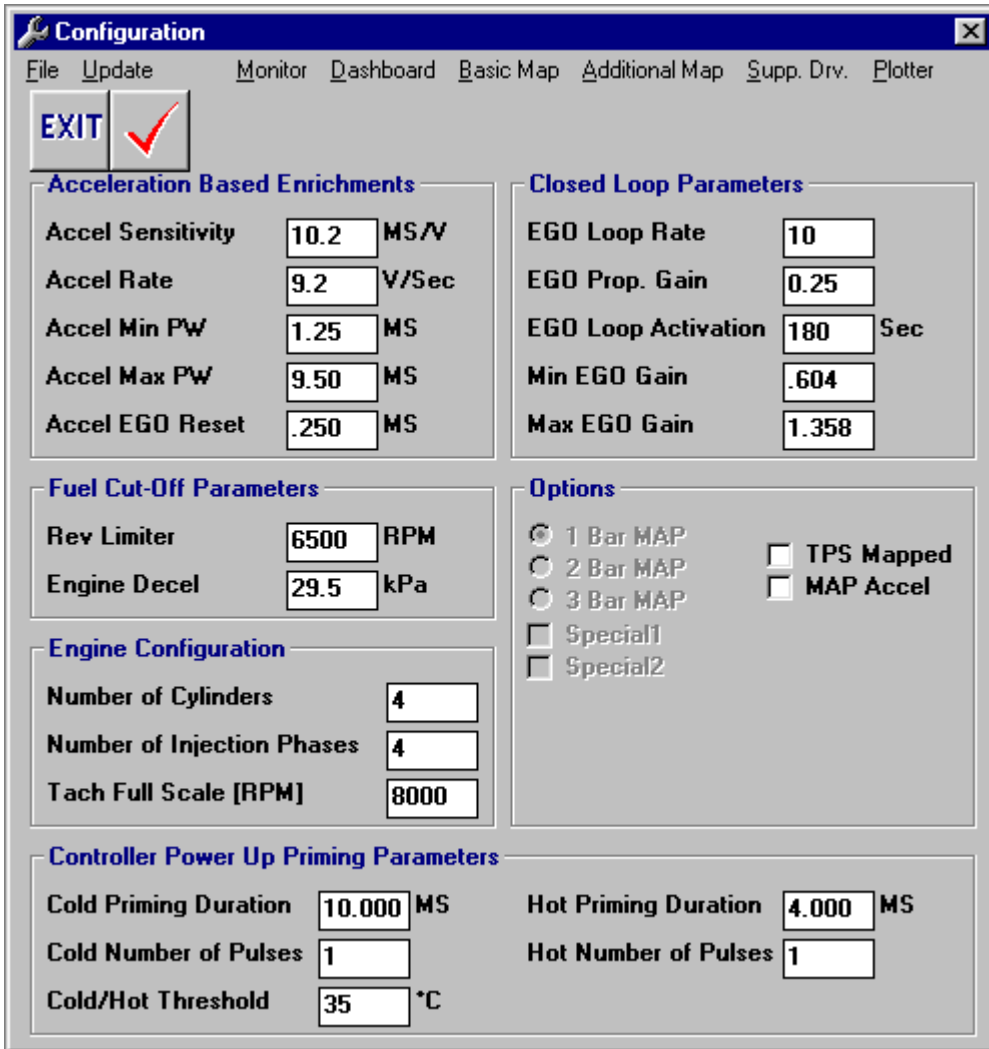 Configuration
File Update Monitor Dashboard Basic Map Additional Map Supp. Drv. Plotter
EXIT
Acceleration Based Enrichments
Accel Sensitivity 10.2 MS/V
Accel Rate 9.2 V/Sec
Accel Min PW 1.25 MS
Accel Max PW 9.50 MS
Accel EGO Reset .250 MS
Closed Loop Parameters
EGO Loop Rate 10
EGO Prop. Gain 0.25
EGO Loop Activation 180 Sec
Min EGO Gain .604
Max EGO Gain 1.358
Fuel Cut-Off Parameters
Rev Limiter 6500 RPM
Engine Decel 29.5 kPa
Options
1 Bar MAP
2 Bar MAP
3 Bar MAP
Special1
Special2
TPS Mapped
MAP Accel
Engine Configuration
Number of Cylinders 4
Number of Injection Phases 4
Tach Full Scale [RPM] 8000
Controller Power Up Priming Parameters
Cold Priming Duration 10.000 MS
Cold Number of Pulses 1
Cold/Hot Threshold 35 °C
Hot Priming Duration 4.000 MS
Hot Number of Pulses 1